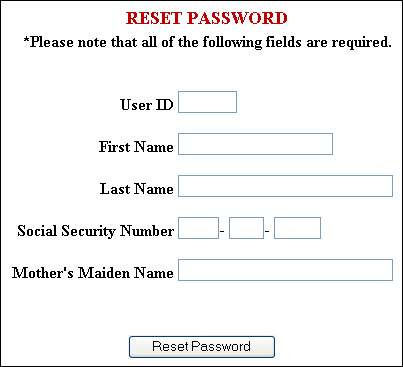 RESET PASSWORD
*Please note that all of the following fields are required.
User ID
First Name
Last Name
Social Security Number - -
Mother's Maiden Name
Reset Password